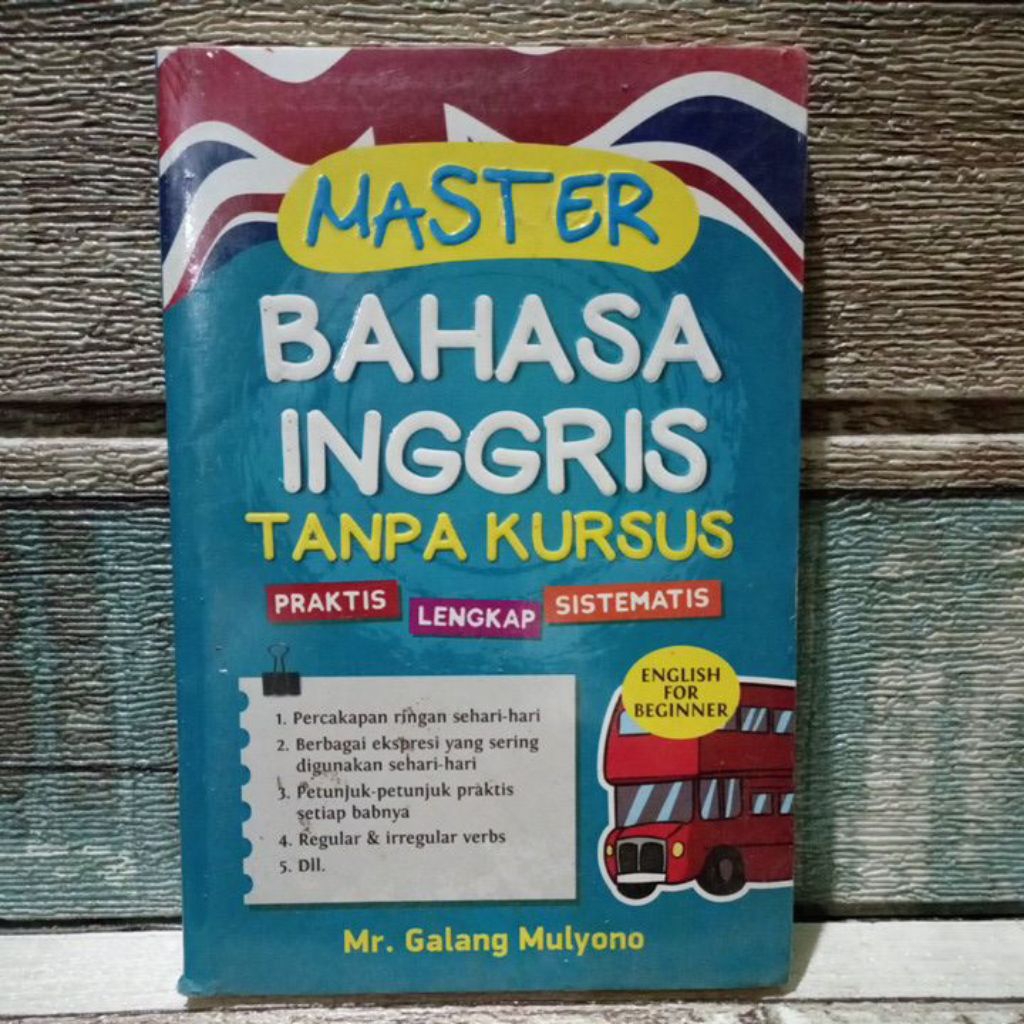 MASTER
BAHASA
INGGRIS
TANPA KURSUS
PRAKTIS
LENGKAP
SISTEMATIS
ENGLISH
FOR
BEGINNER
1. Percakapan ringan sehari-hari
2. Berbagai ekspresi yang sering
digunakan sehari-hari
3. Petunjuk-petunjuk praktis
setiap babnya
4. Regular & irregular verbs
5. Dll.
Mr. Galang Mulyono